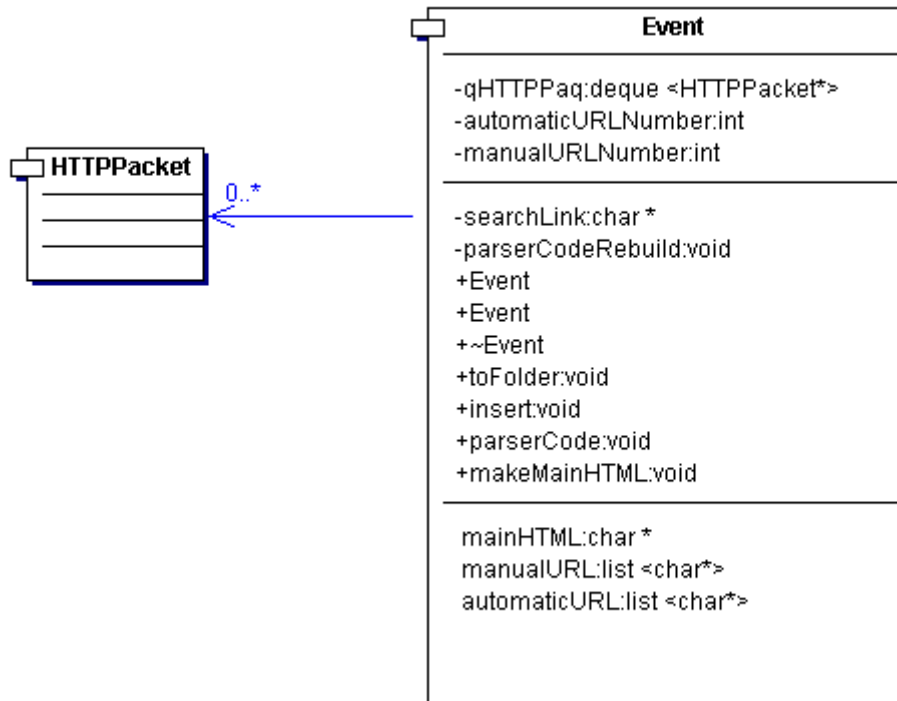 Event
-qHTTPPaq:deque <HTTPPacket*>
-automaticURLNumber:int
-manualURLNumber:int
HTTPPacket
0..*
-searchLink:char *
-parserCodeRebuild:void
+Event
+Event
+~Event
+toFolder:void
+insert:void
+parserCode:void
+makeMainHTML:void
mainHTML:char *
manualURL:list <char*>
automaticURL:list <char*>